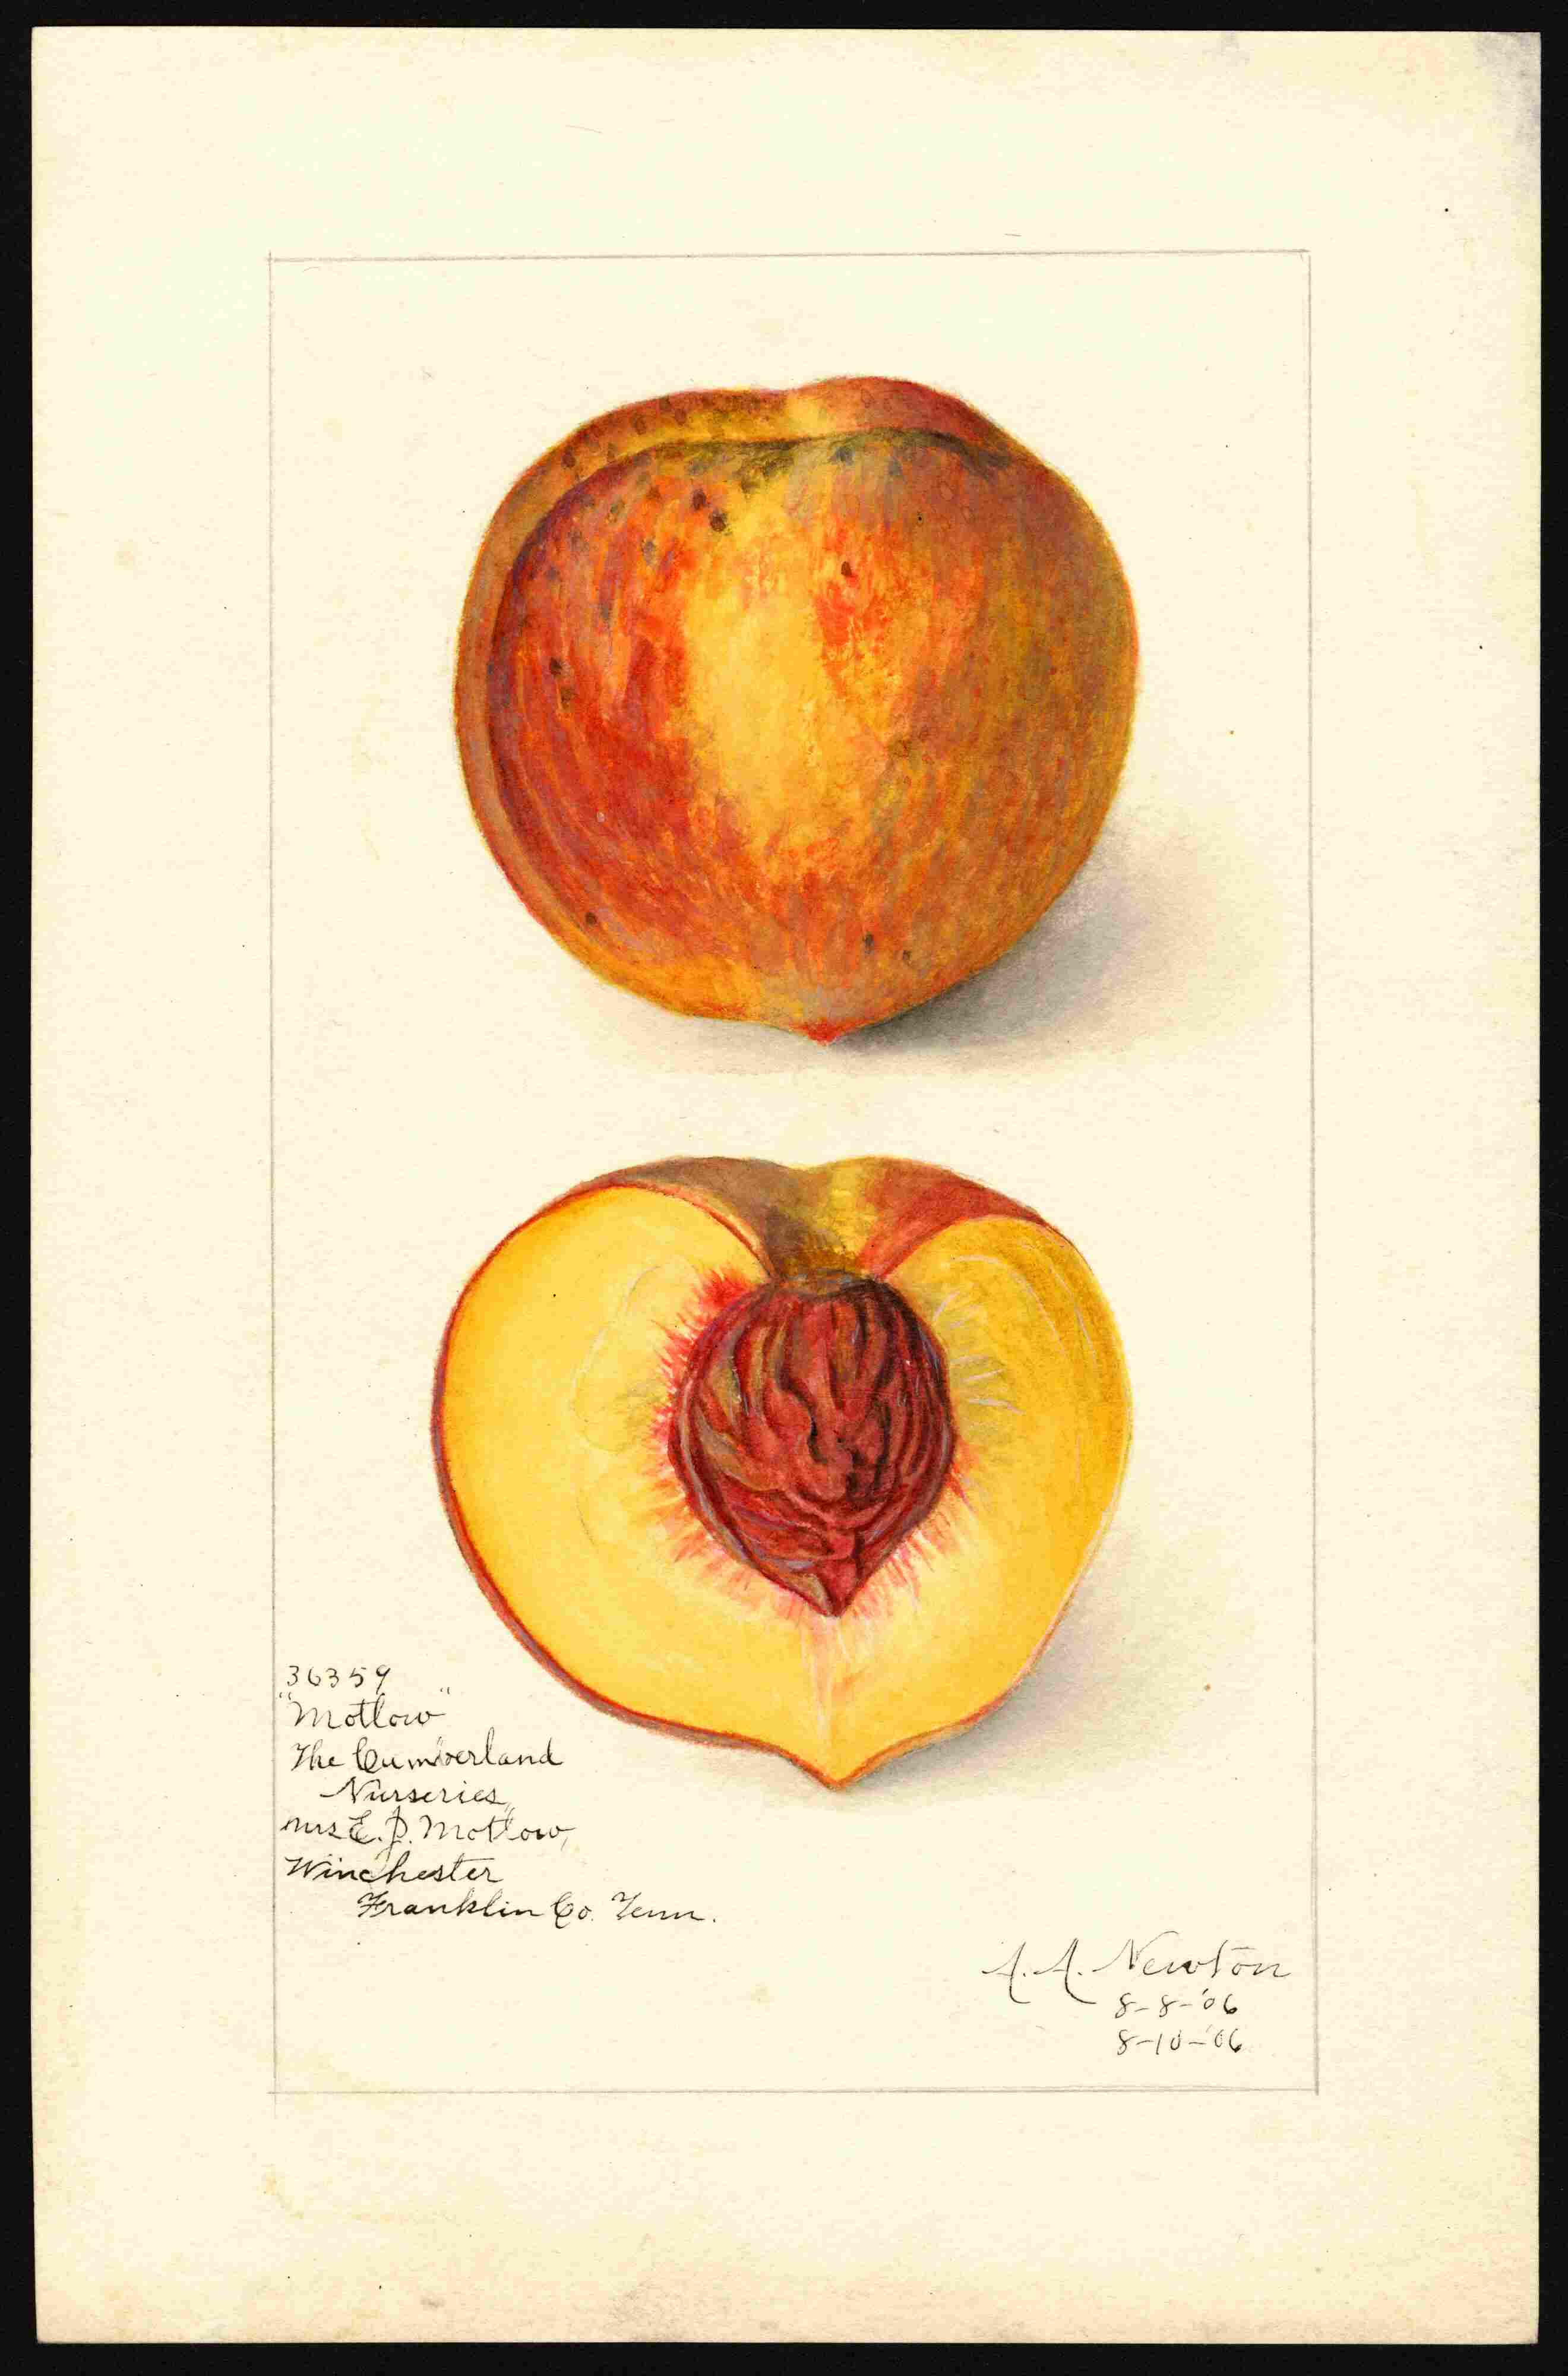 36359
"Motlow"
The Cumberland
Nurseries,
Mrs E. J. Motlow,
Winchester
Franklin Co. Tenn.
A. A. Newton
8-8-'06
8-10-'06